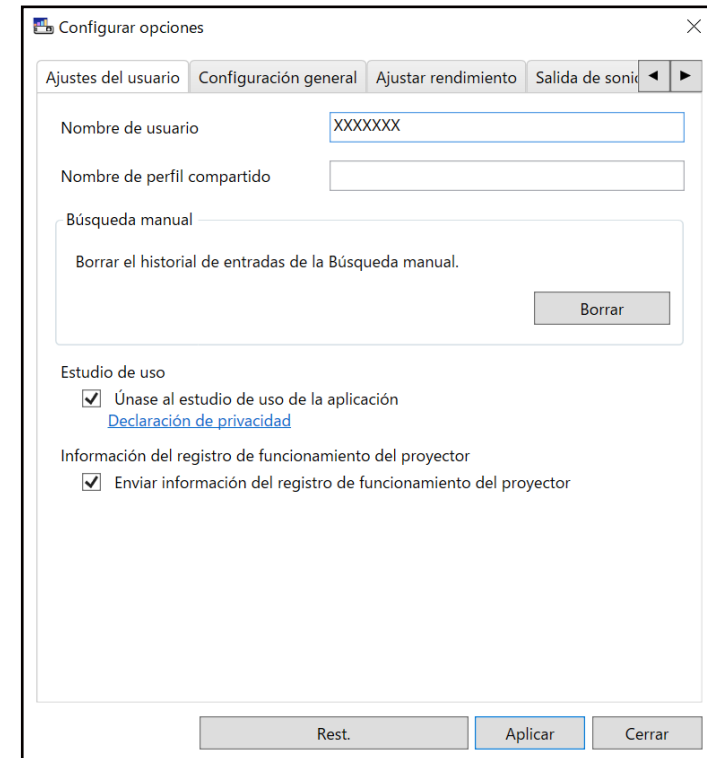 Configurar opciones
Ajustes del usuario Configuración general Ajustar rendimiento Salida de sonid
Nombre de usuario XXXXXXX
Nombre de perfil compartido
Búsqueda manual
Borrar el historial de entradas de la Búsqueda manual.
Borrar
Estudio de uso
Únase al estudio de uso de la aplicación
Declaración de privacidad
Información del registro de funcionamiento del proyector
Enviar información del registro de funcionamiento del proyector
Rest. Aplicar Cerrar